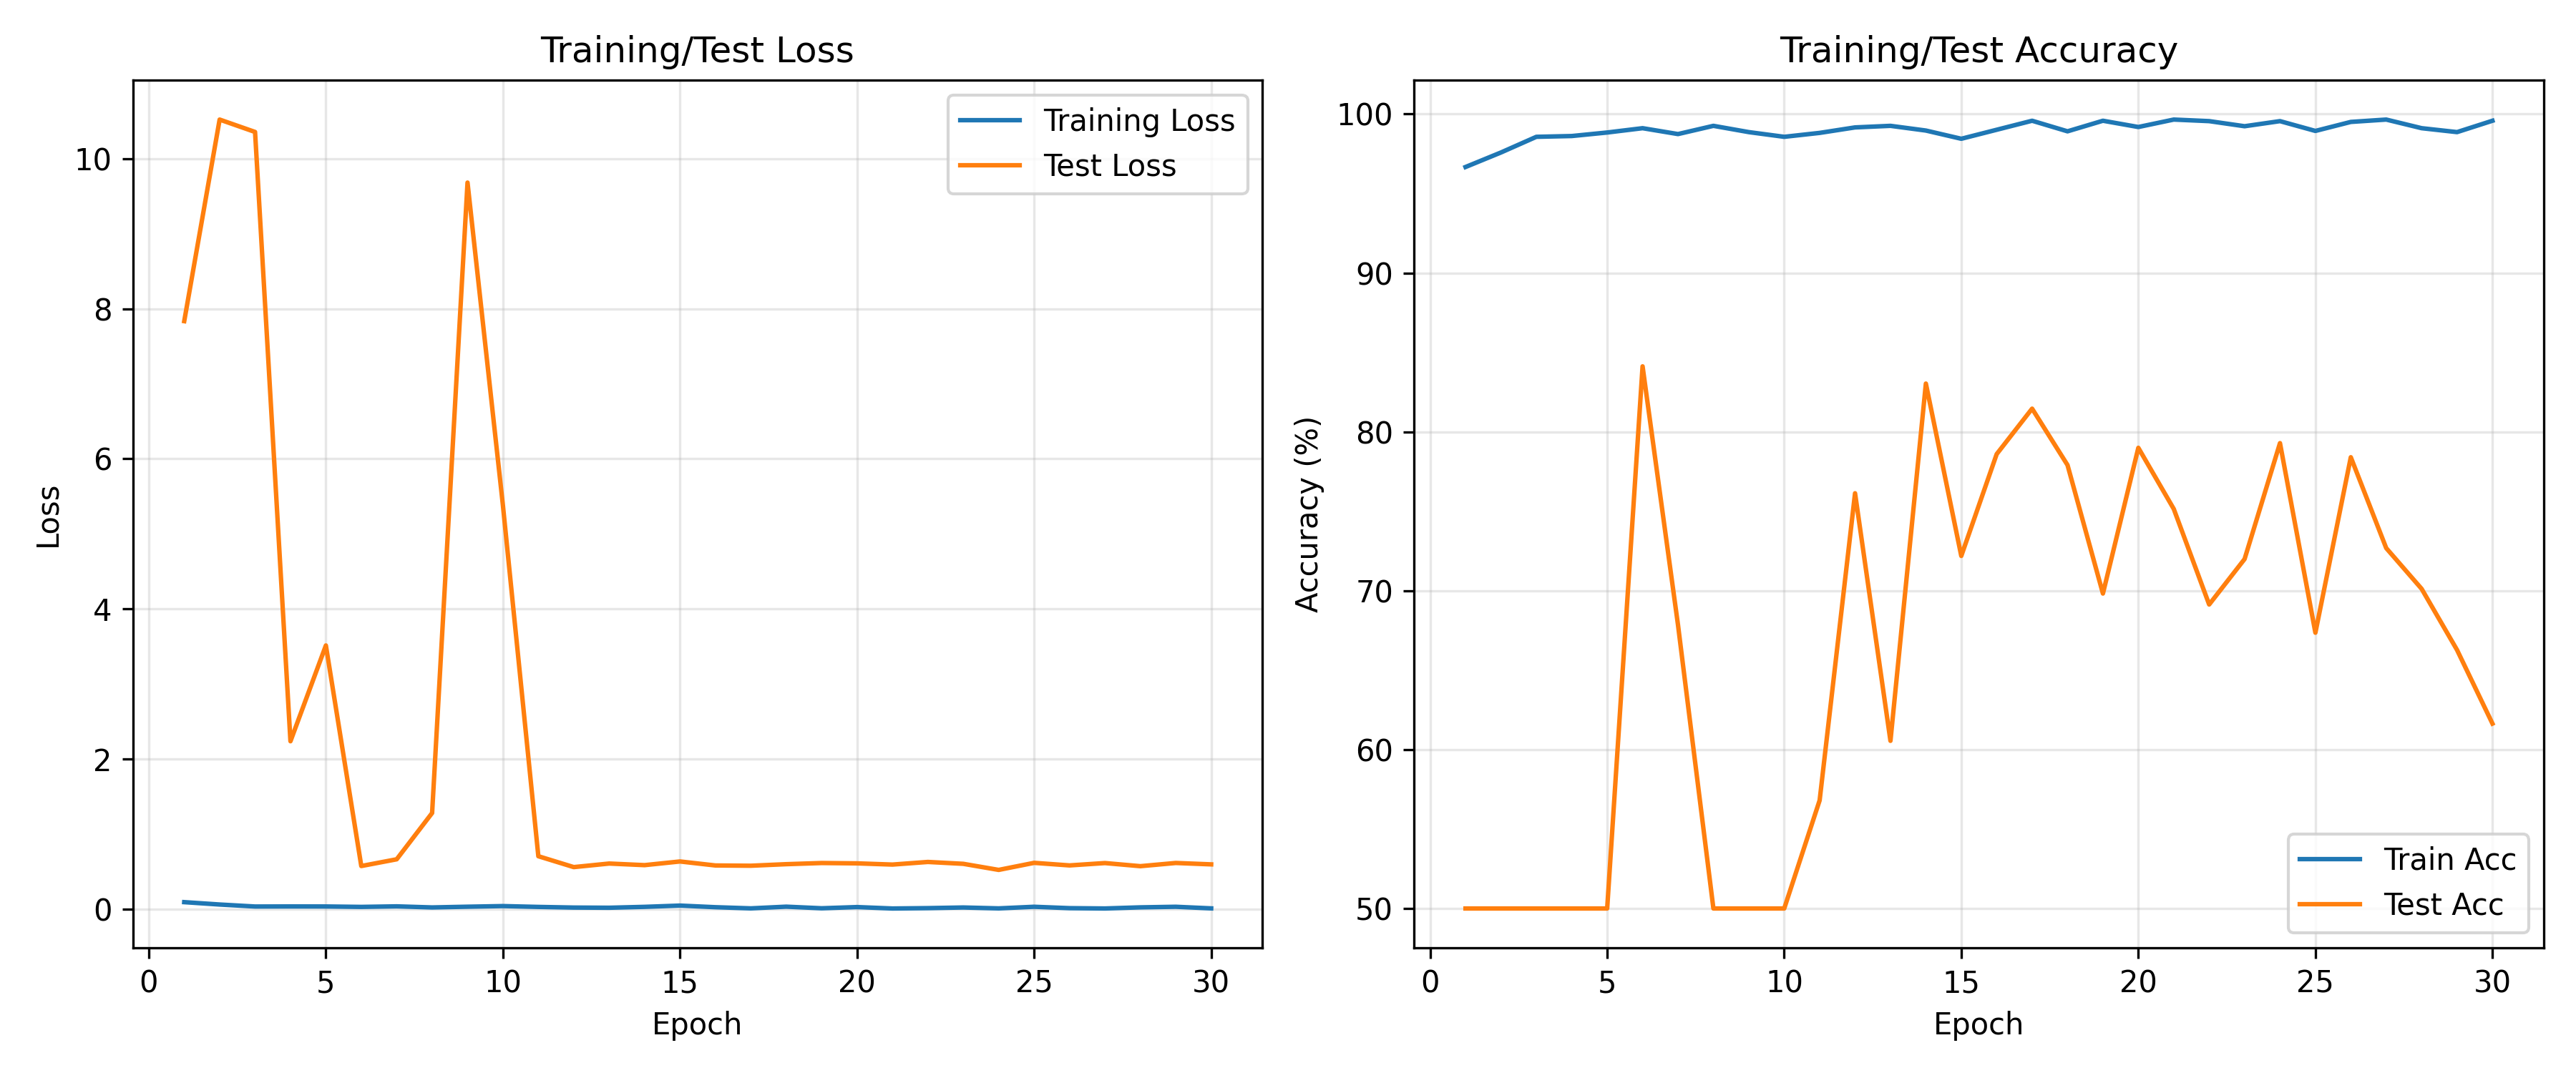 Training/Test Loss
Loss
10
8
6
4
2
0
0 5 10 15 20 25 30
Epoch
Training Loss
Test Loss
Training/Test Accuracy
Accuracy (%)
100
90
80
70
60
50
0 5 10 15 20 25 30
Epoch
Train Acc
Test Acc